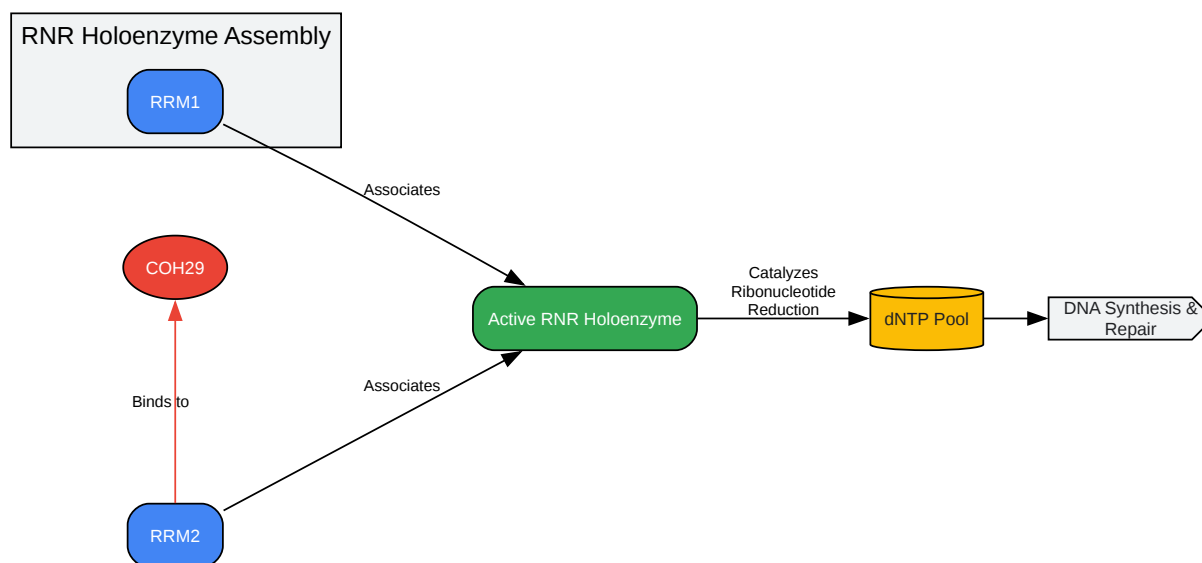 RNR Holoenzyme Assembly
RRM1
Associates
COH29
Catalyzes
Ribonucleotide
Reduction
Active RNR Holoenzyme
dNTP Pool
DNA Synthesis &
Repair
Associates
Binds to
RRM2